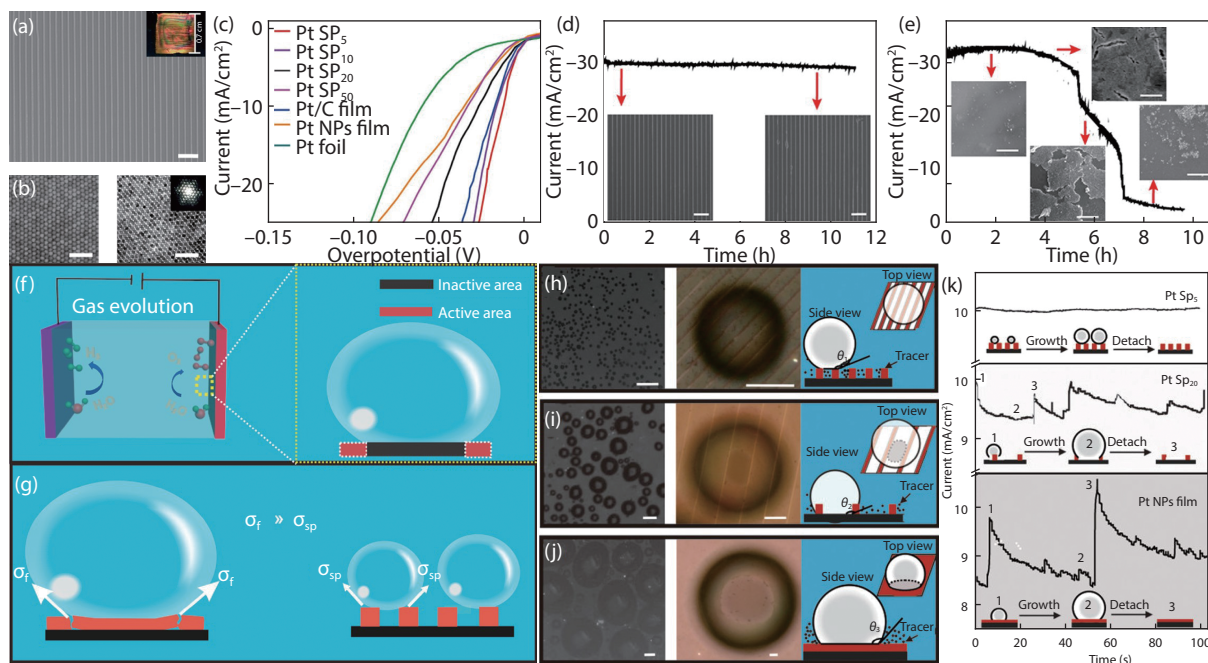 (a)
0.7 cm
(b)
(c)
Current (mA/cm²)
0
−10
−20
Pt SP₅
Pt SP₁₀
Pt SP₂₀
Pt SP₅₀
Pt/C film
Pt NPs film
Pt foil
−0.15
−0.10
−0.05
0
Overpotential (V)
(d)
Current (mA/cm²)
−30
−20
−10
0
0 2 4 6 8 10 12
Time (h)
(e)
Current (mA/cm²)
−30
−20
−10
0
0 2 4 6 8 10
Time (h)
(f)
Gas evolution
Inactive area
Active area
(g)
σf » σsp
σf
σf
σsp
σsp
(h)
Side view
Top view
θ₁
Tracer
(i)
Side view
Top view
θ₂
Tracer
(j)
Side view
Top view
θ₃
Tracer
(k)
Current (mA/cm²)
10
Pt Sp₅
Growth
Detach
10
9
Pt Sp₂₀
1
2
3
1
Growth
2
Detach
3
10
9
8
Pt NPs film
1
2
3
1
Growth
2
Detach
3
0 20 40 60 80 100
Time (s)